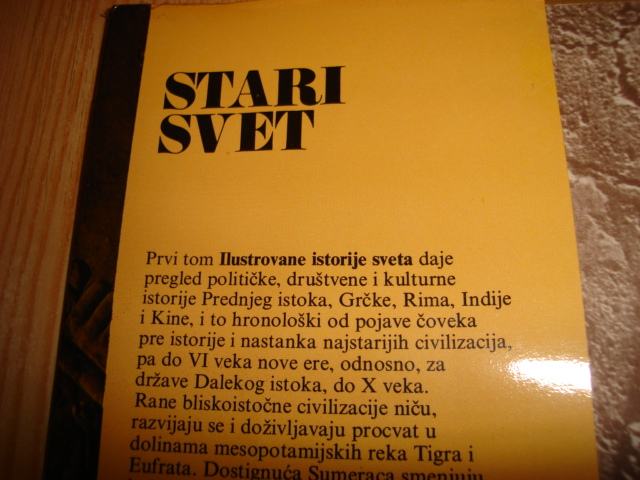 STARI
SVET
Prvi tom Ilustrovane istorije sveta daje
pregled političke, društvene i kulturne
istorije Prednjeg istoka, Grčke, Rima, Indije
i Kine, i to hronološki od pojave čoveka
pre istorije i nastanka najstarijih civilizacija,
pa do VI veka nove ere, odnosno, za
države Dalekog istoka, do X veka.
Rane bliskoistočne civilizacije niču,
razvijaju se i doživljavaju procvat u
dolinama mesopotamijskih reka Tigra i
Eufrata. Dostignuća Sumeraca smenjuju